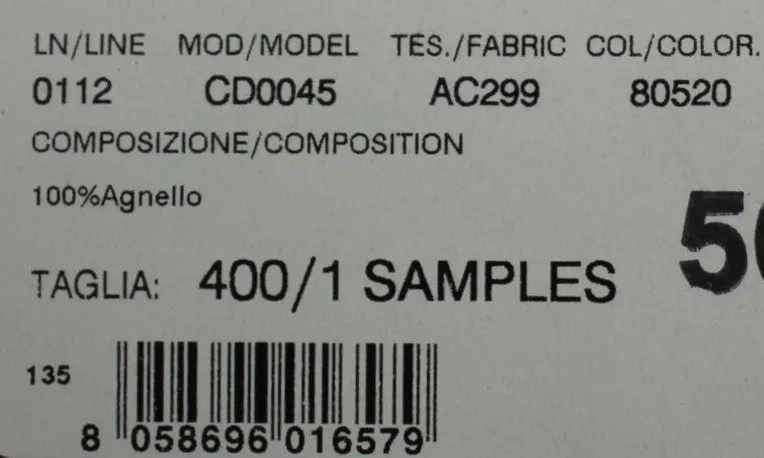 LN/LINE MOD/MODEL TES./FABRIC COL/COLOR.
0112 CD0045 AC299 80520
COMPOSIZIONE/COMPOSITION
100%Agnello
TAGLIA: 400/1 SAMPLES
135
8 058696 016579